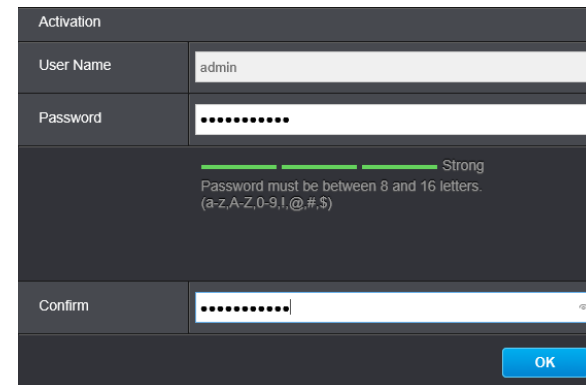 Activation
User Name
admin
Password
•••••••••••
Strong
Password must be between 8 and 16 letters.
(a-z,A-Z,0-9,!,@,#,$)
Confirm
•••••••••••
OK